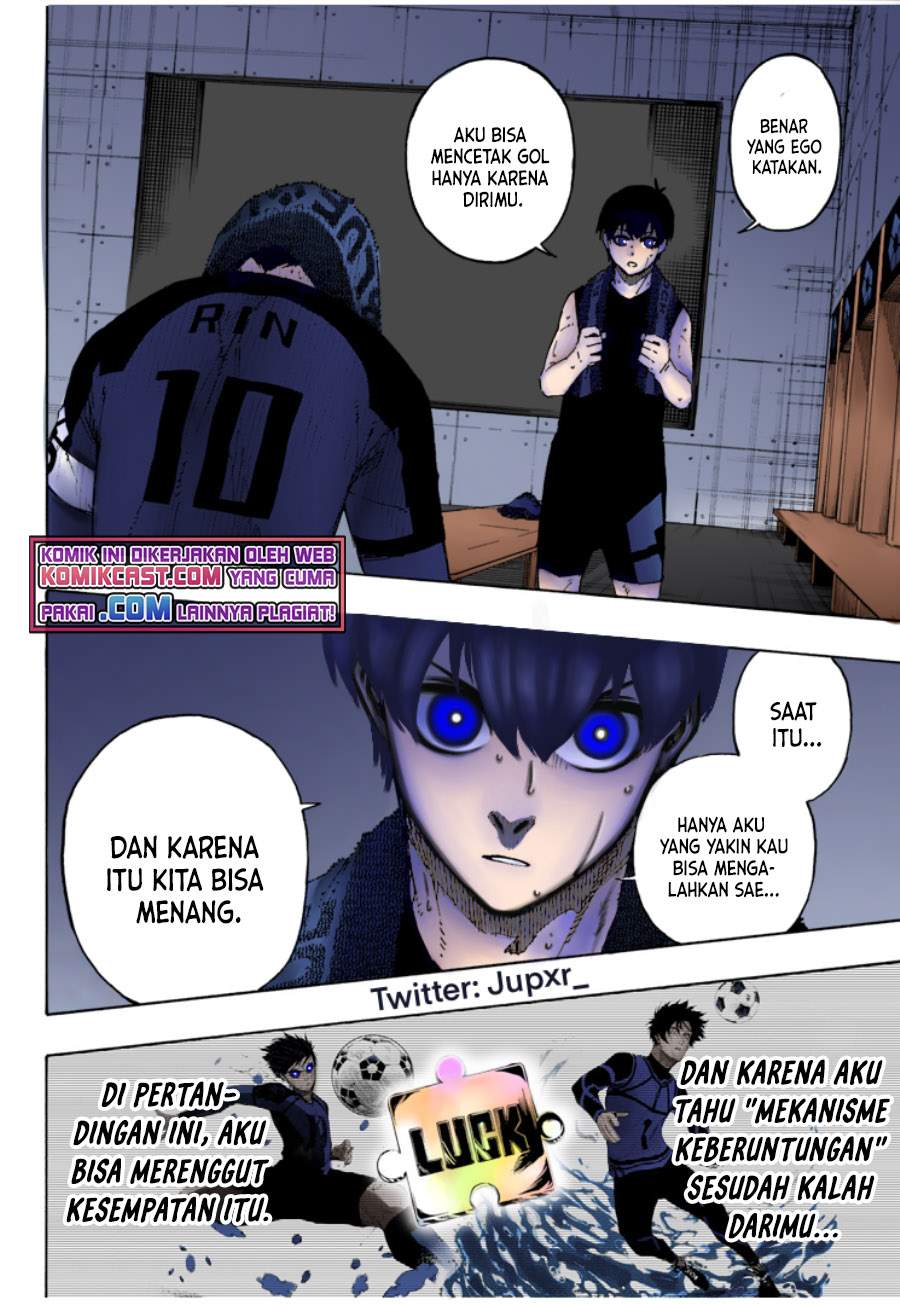 BENAR
YANG EGO
KATAKAN.
AKU BISA
MENCETAK GOL
HANYA KARENA
DIRIMU.
RIN
10
KOMIK INI DIKERJAKAN OLEH WEB
KOMIKCAST.COM YANG CUMA
PAKAI .COM LAINNYA PLAGIAT!
SAAT
ITU...
HANYA AKU
YANG YAKIN KAU
BISA MENGA-
LAHKAN SAE...
DAN KARENA
ITU KITA BISA
MENANG.
Twitter: Jupxr_
DAN KARENA AKU
TAHU "MEKANISME
KEBERUNTUNGAN"
SESUDAH KALAH
DARIMU...
LUCK
DI PERTAN-
DINGAN INI, AKU
BISA MERENGGUT
KESEMPATAN ITU.